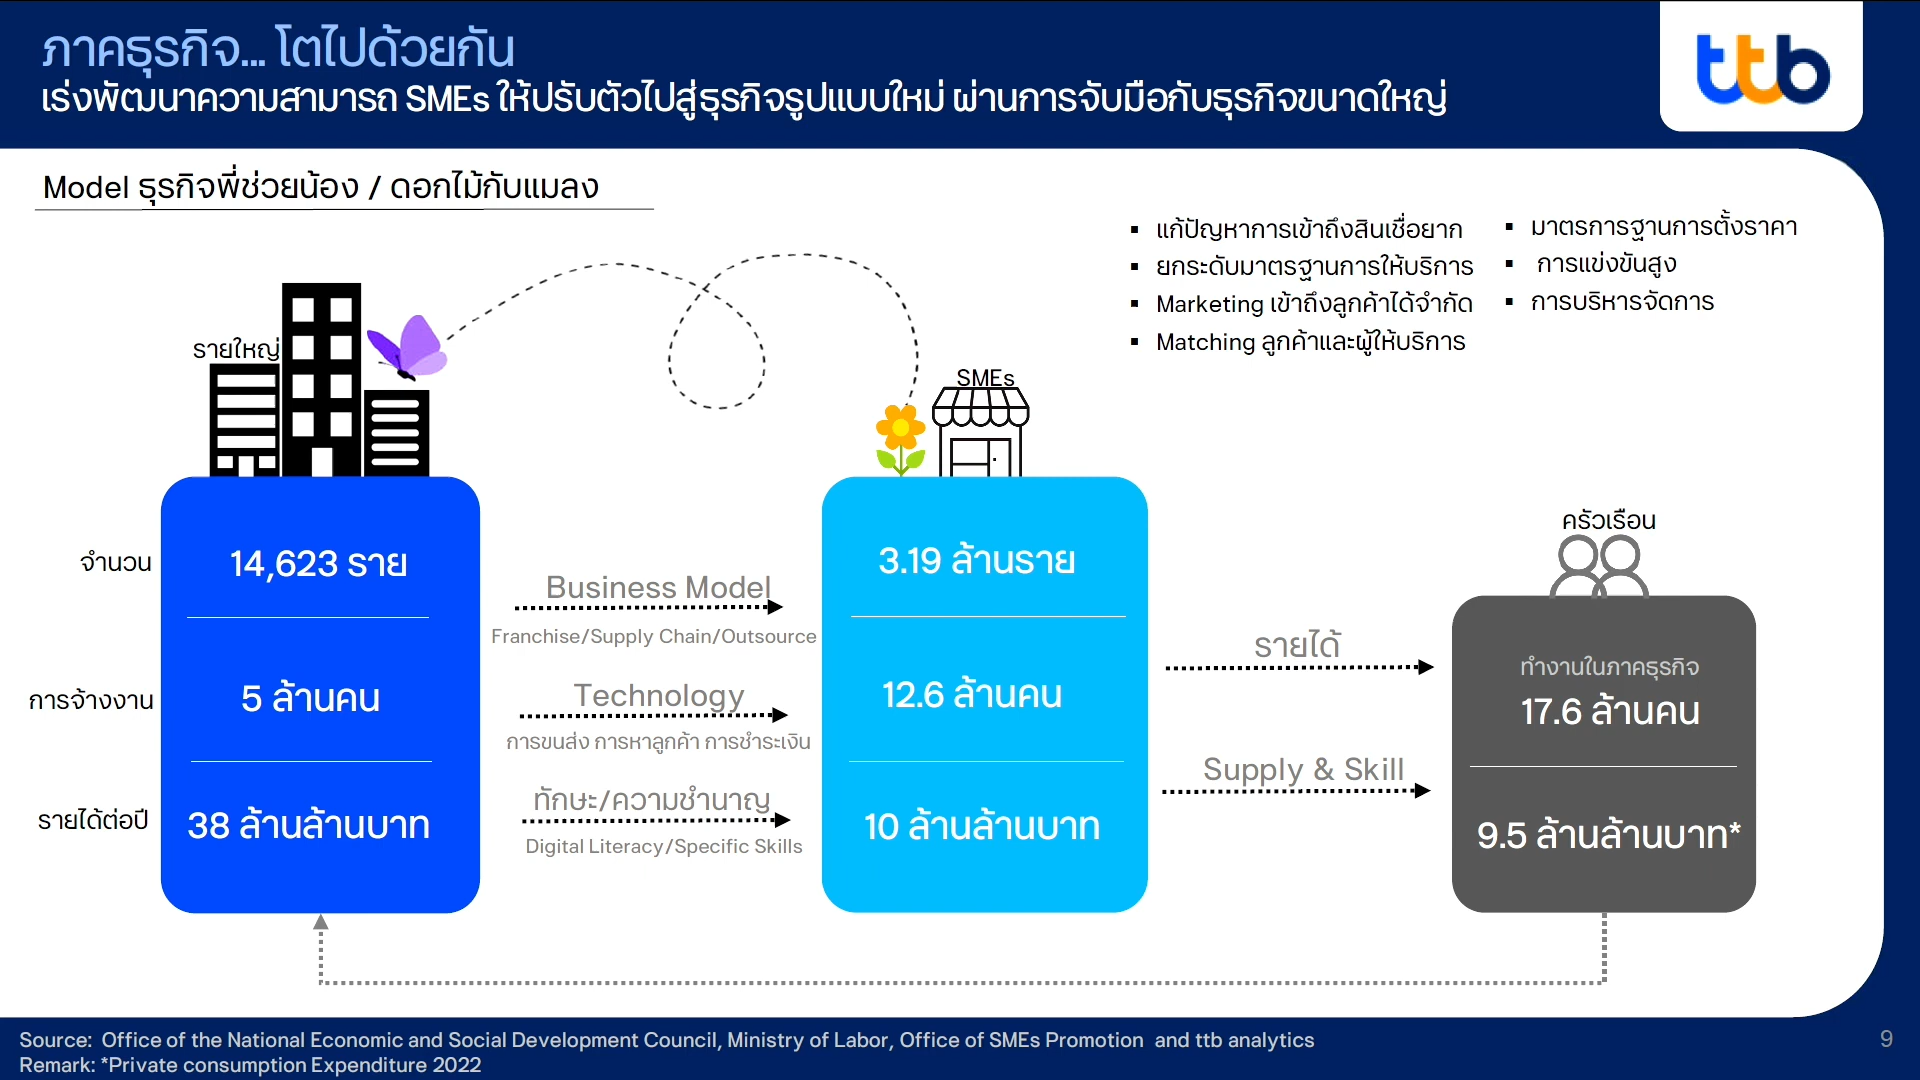 ภาคธุรกิจ... โตไปด้วยกัน
เร่งพัฒนาความสามารถ SMEs ให้ปรับตัวไปสู่ธุรกิจรูปแบบใหม่ ผ่านการจับมือกับธุรกิจขนาดใหญ่
ttb
Model ธุรกิจพี่ช่วยน้อง / ดอกไม้กับแมลง
▪ แก้ปัญหาการเข้าถึงสินเชื่อยาก
▪ ยกระดับมาตรฐานการให้บริการ
▪ Marketing เข้าถึงลูกค้าได้จำกัด
▪ Matching ลูกค้าและผู้ให้บริการ
▪ มาตรการฐานการตั้งราคา
▪ การแข่งขันสูง
▪ การบริหารจัดการ
รายใหญ่
SMEs
ครัวเรือน
จำนวน
14,623 ราย
การจ้างงาน
5 ล้านคน
รายได้ต่อปี
38 ล้านล้านบาท
Business Model
Franchise/Supply Chain/Outsource
Technology
การขนส่ง การหาลูกค้า การชำระเงิน
ทักษะ/ความชำนาญ
Digital Literacy/Specific Skills
3.19 ล้านราย
12.6 ล้านคน
10 ล้านล้านบาท
รายได้
Supply & Skill
ทำงานในภาคธุรกิจ
17.6 ล้านคน
9.5 ล้านล้านบาท*
Source: Office of the National Economic and Social Development Council, Ministry of Labor, Office of SMEs Promotion and ttb analytics
Remark: *Private consumption Expenditure 2022
9